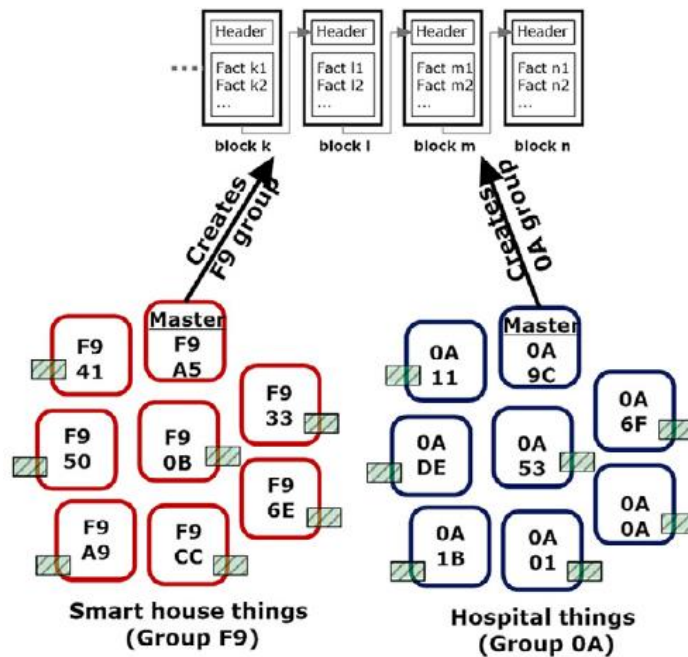 Header
Fact k1
Fact k2
...
block k
Header
Fact l1
Fact l2
...
block l
Header
Fact m1
Fact m2
...
block m
Header
Fact n1
Fact n2
...
block n
Creates
F9 group
Creates
0A group
F9
41
Master
F9
A5
F9
33
F9
50
F9
0B
F9
6E
F9
A9
F9
CC
Smart house things
(Group F9)
0A
11
Master
0A
9C
0A
6F
0A
DE
0A
53
0A
0A
0A
1B
0A
01
Hospital things
(Group 0A)